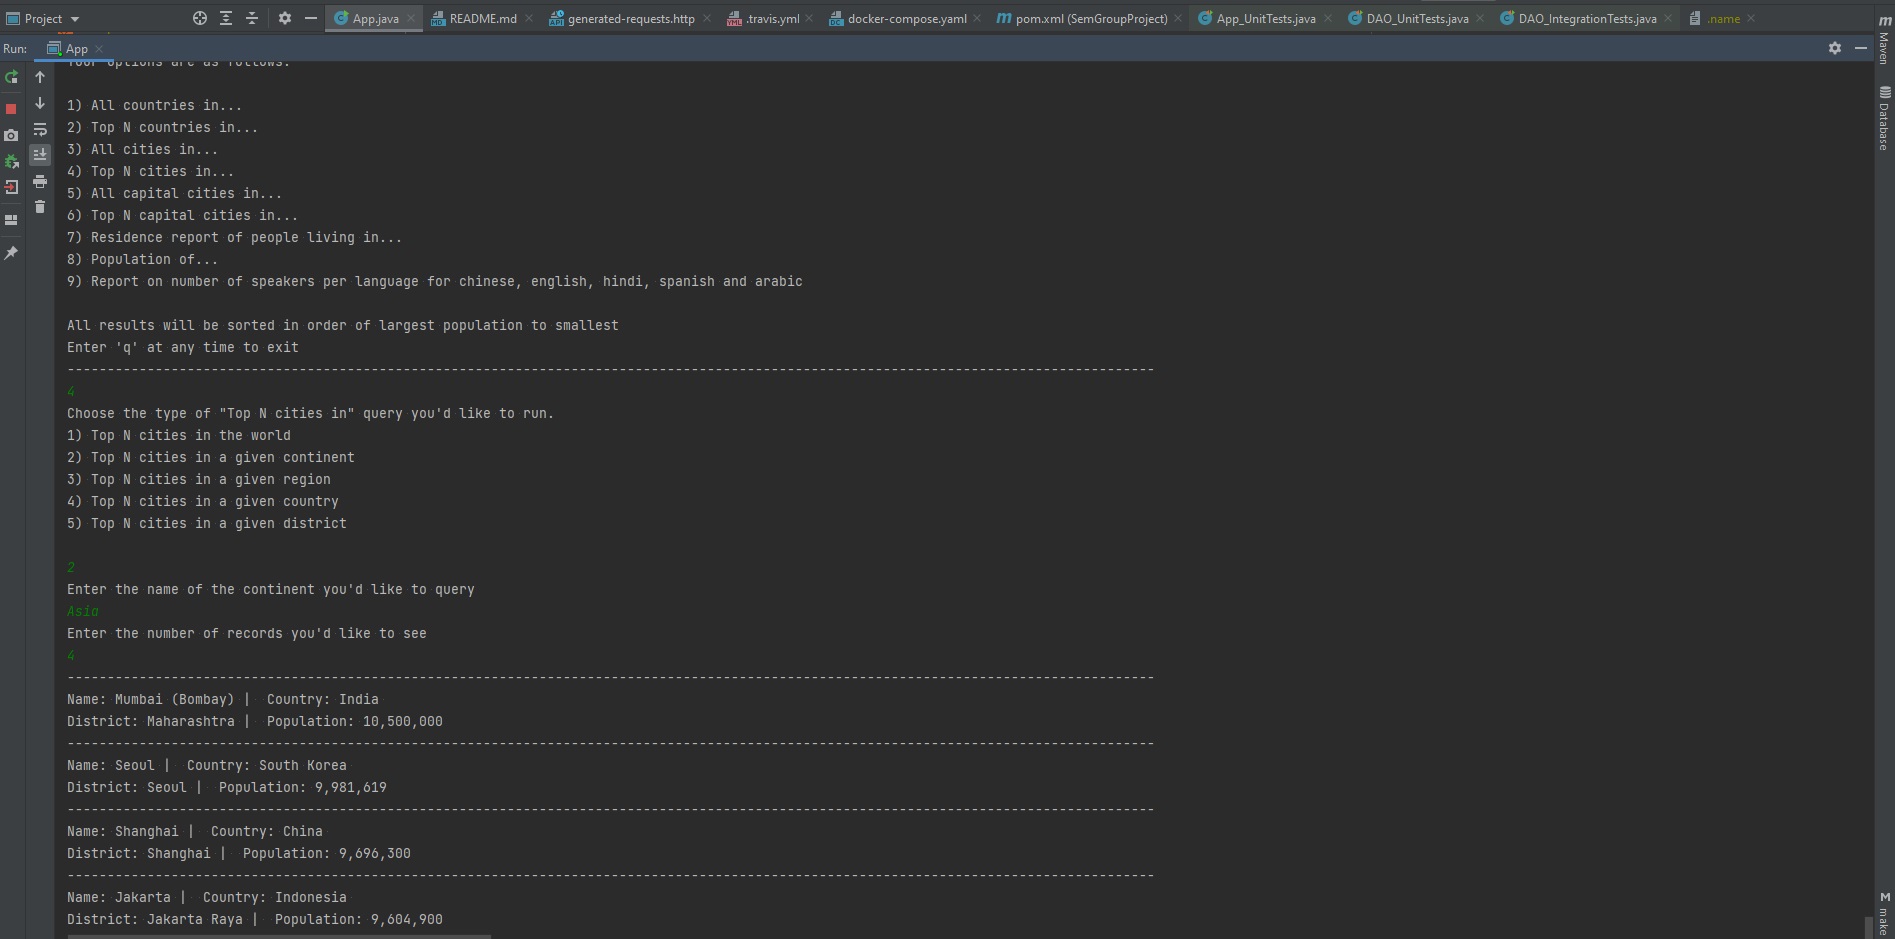 Project
App.java
README.md
generated-requests.http
.travis.yml
docker-compose.yaml
pom.xml (SemGroupProject)
App_UnitTests.java
DAO_UnitTests.java
DAO_IntegrationTests.java
.name
Run: App
Your options are as follows:
1) All countries in...
2) Top N countries in...
3) All cities in...
4) Top N cities in...
5) All capital cities in...
6) Top N capital cities in...
7) Residence report of people living in...
8) Population of...
9) Report on number of speakers per language for chinese, english, hindi, spanish and arabic
All results will be sorted in order of largest population to smallest
Enter 'q' at any time to exit
----------------------------------------------------------------------------------------------------------------------------------------
4
Choose the type of "Top N cities in" query you'd like to run.
1) Top N cities in the world
2) Top N cities in a given continent
3) Top N cities in a given region
4) Top N cities in a given country
5) Top N cities in a given district
2
Enter the name of the continent you'd like to query
Asia
Enter the number of records you'd like to see
4
----------------------------------------------------------------------------------------------------------------------------------------
Name: Mumbai (Bombay) |  Country: India
District: Maharashtra |  Population: 10,500,000
----------------------------------------------------------------------------------------------------------------------------------------
Name: Seoul |  Country: South Korea
District: Seoul |  Population: 9,981,619
----------------------------------------------------------------------------------------------------------------------------------------
Name: Shanghai |  Country: China
District: Shanghai |  Population: 9,696,300
----------------------------------------------------------------------------------------------------------------------------------------
Name: Jakarta |  Country: Indonesia
District: Jakarta Raya |  Population: 9,604,900
Maven
Database
make